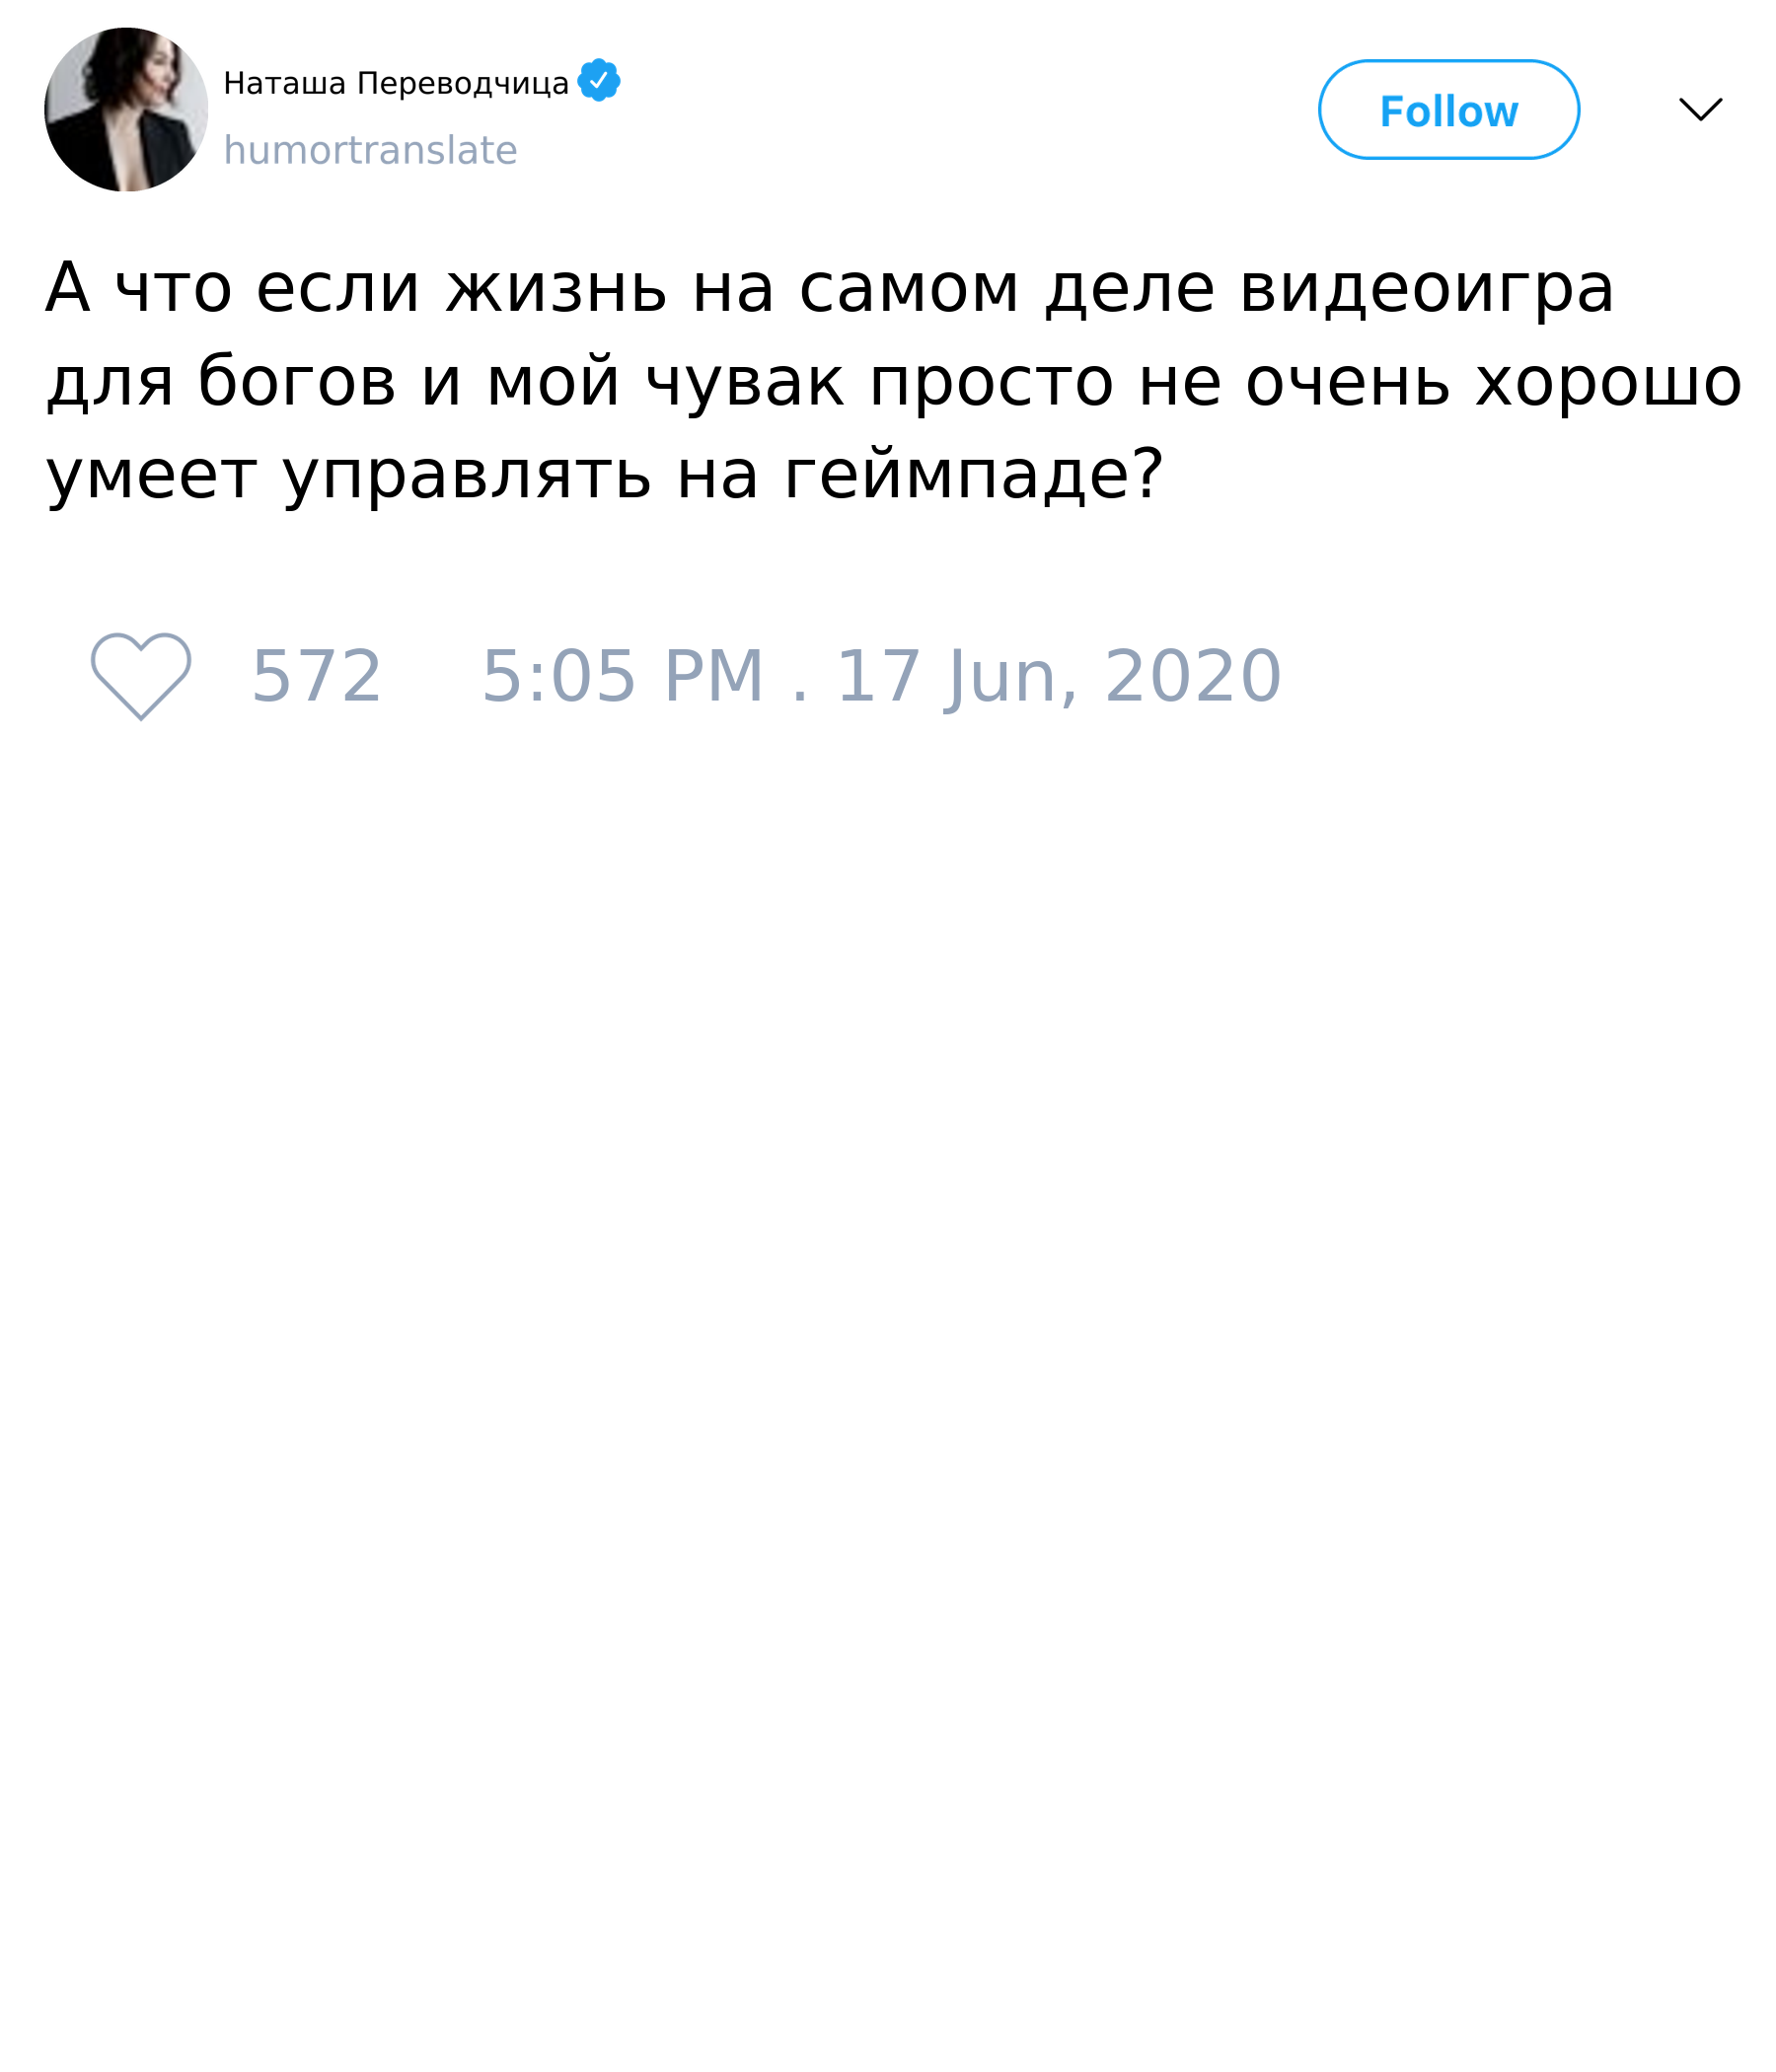 Наташа Переводчица
humortranslate
Follow
А что если жизнь на самом деле видеоигра
для богов и мой чувак просто не очень хорошо
умеет управлять на геймпаде?
572 5:05 PM . 17 Jun, 2020